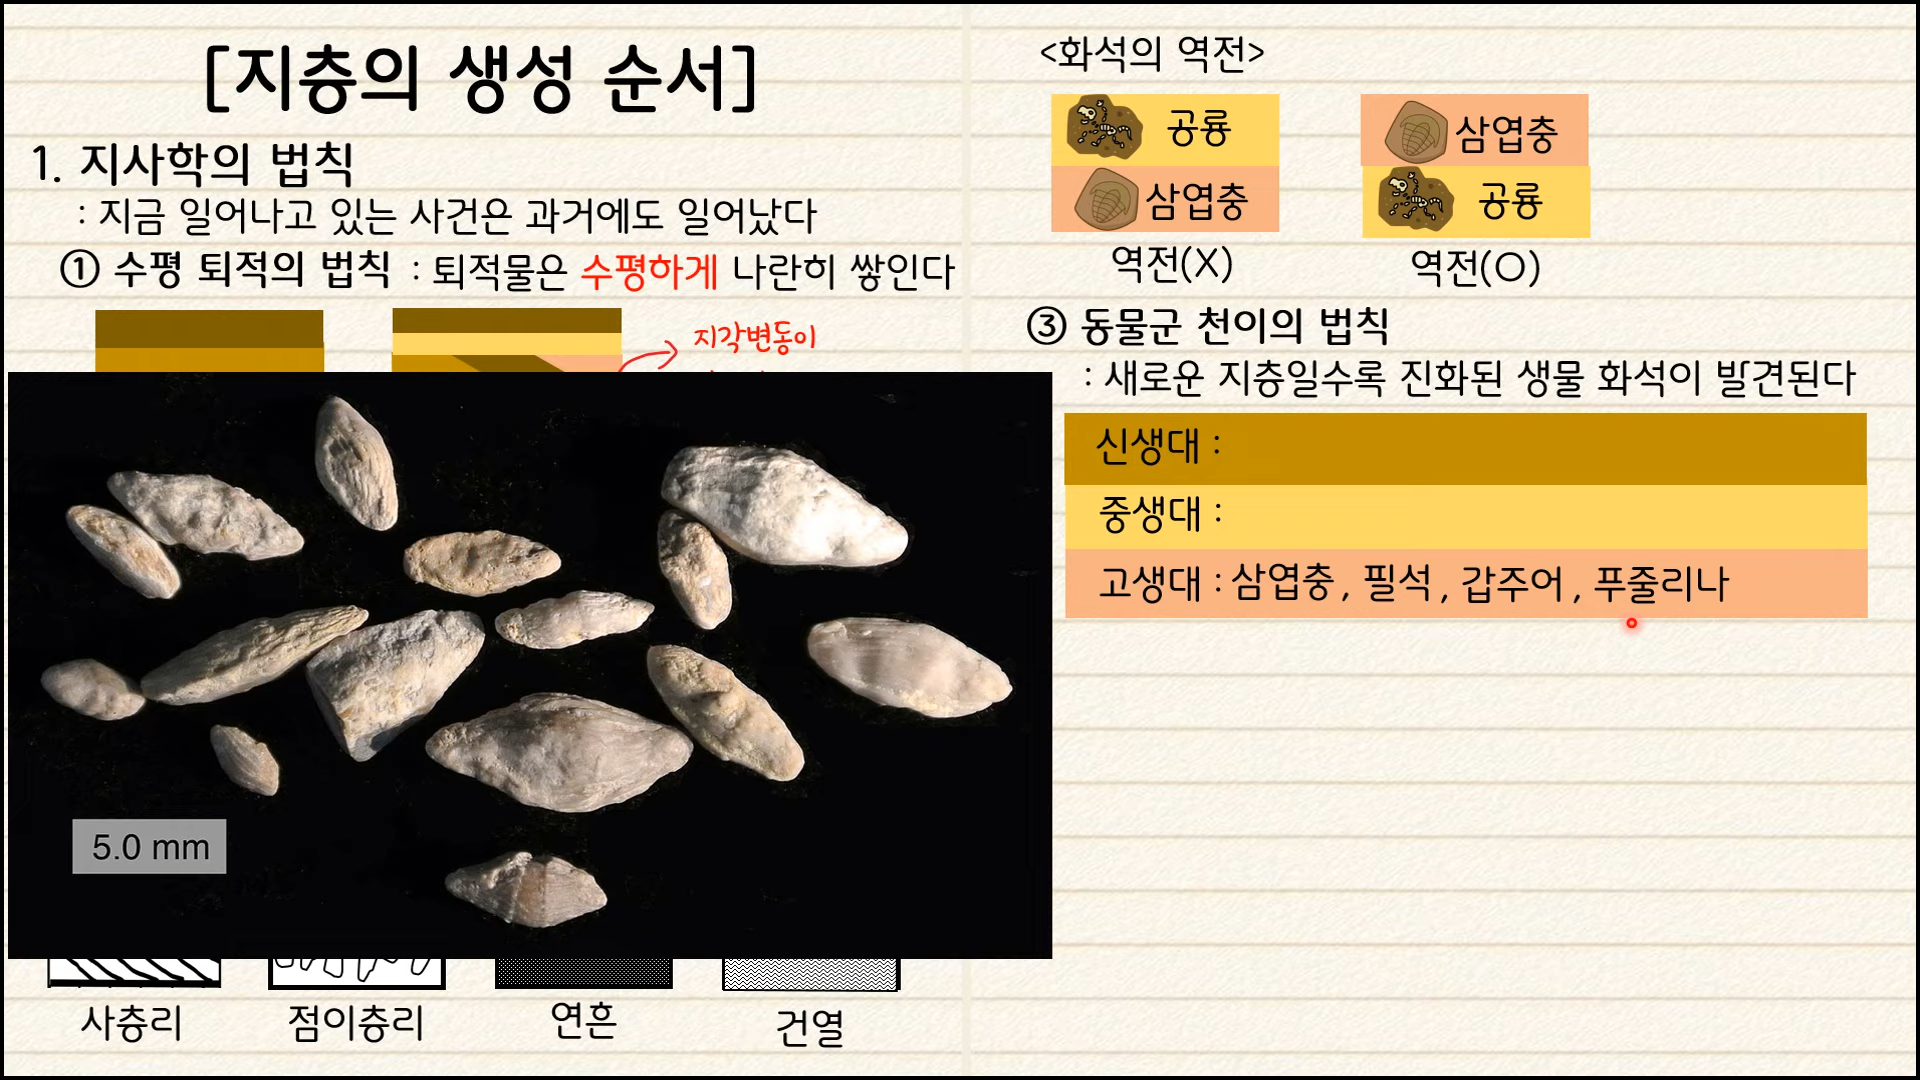 [지층의 생성 순서]
1. 지사학의 법칙
: 지금 일어나고 있는 사건은 과거에도 일어났다
① 수평 퇴적의 법칙 : 퇴적물은 수평하게 나란히 쌓인다
지각변동이
5.0 mm
사층리
점이층리
연흔
건열
<화석의 역전>
공룡
삼엽충
역전(X)
삼엽충
공룡
역전(O)
③ 동물군 천이의 법칙
: 새로운 지층일수록 진화된 생물 화석이 발견된다
신생대 :
중생대 :
고생대 : 삼엽충, 필석, 갑주어, 푸줄리나